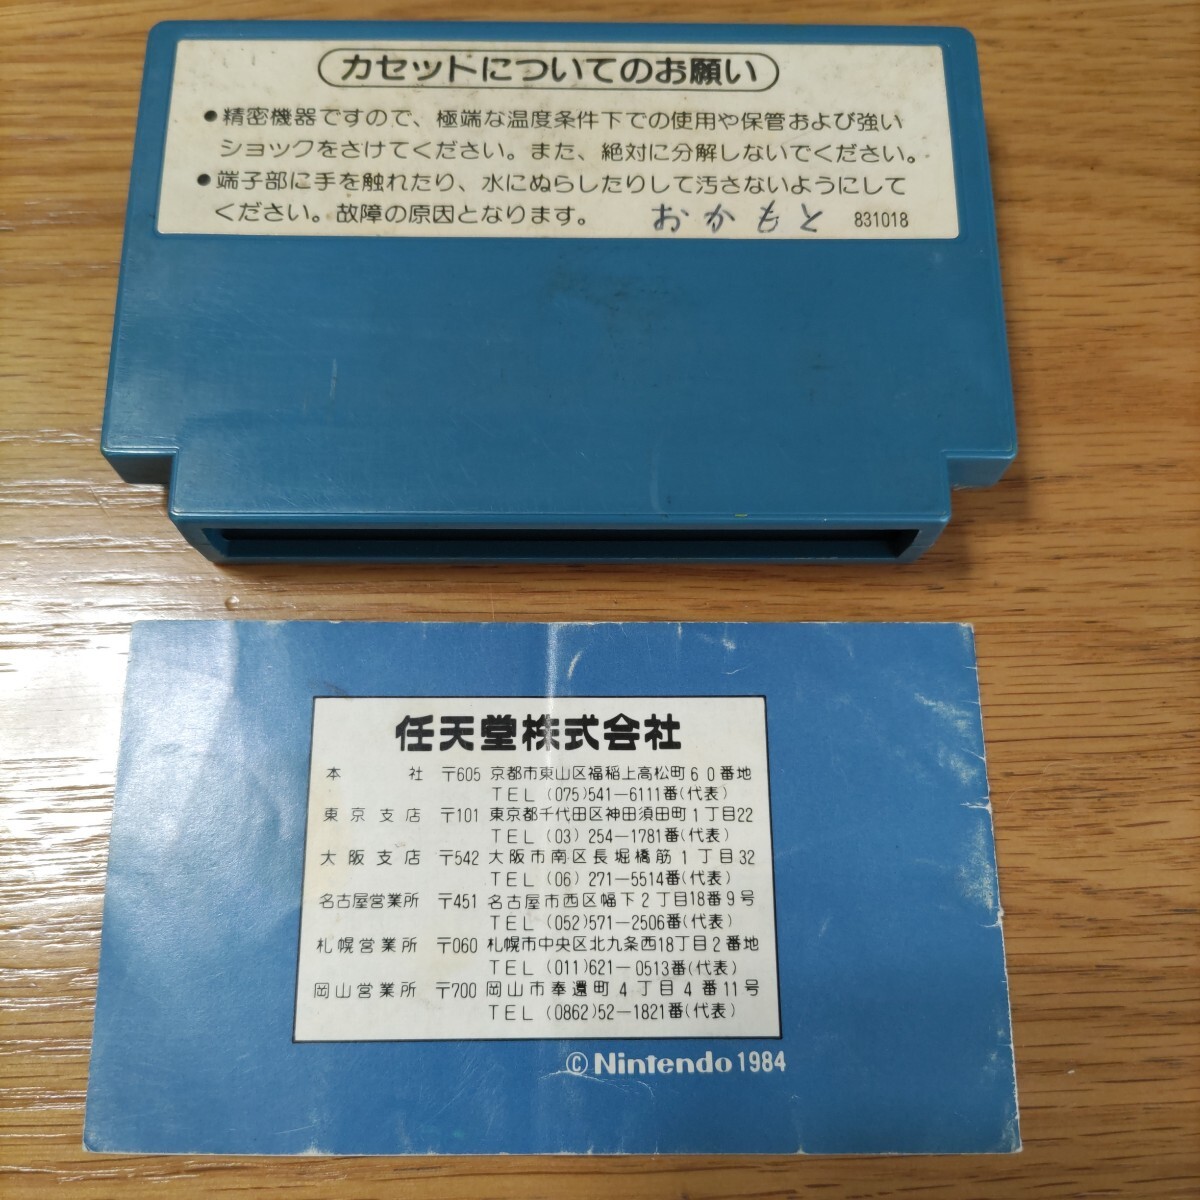 カセットについてのお願い
●精密機器ですので、極端な温度条件下での使用や保管および強い
ショックをさけてください。また、絶対に分解しないでください。
●端子部に手を触れたり、水にぬらしたりして汚さないようにして
ください。故障の原因となります。 おかもと 831018
任天堂株式会社
本社 〒605 京都市東山区福稲上高松町60番地
TEL (075)541-6111番(代表)
東京支店 〒101 東京都千代田区神田須田町1丁目22
TEL (03) 254-1781番(代表)
大阪支店 〒542 大阪市南区長堀橋筋1丁目32
TEL (06) 271-5514番(代表)
名古屋営業所 〒451 名古屋市西区幅下2丁目18番9号
TEL (052)571-2506番(代表)
札幌営業所 〒060 札幌市中央区北九条西18丁目2番地
TEL (011)621-0513番(代表)
岡山営業所 〒700 岡山市奉還町4丁目4番11号
TEL (0862)52-1821番(代表)
©Nintendo 1984